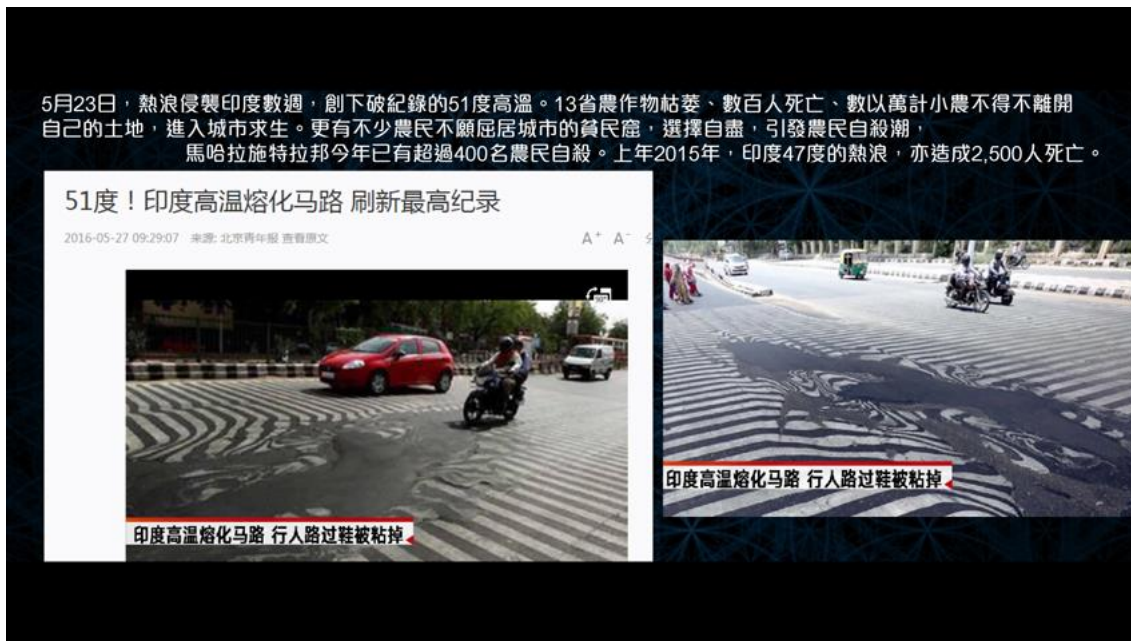 5月23日，熱浪侵襲印度數週，創下破紀錄的51度高溫。13省農作物枯萎、數百人死亡、數以萬計小農不得不離開
自己的土地，進入城市求生。更有不少農民不願屈居城市的貧民窟，選擇自盡，引發農民自殺潮，
馬哈拉施特拉邦今年已有超過400名農民自殺。上年2015年，印度47度的熱浪，亦造成2,500人死亡。
51度！印度高温熔化马路 刷新最高纪录
2016-05-27 09:29:07 来源: 北京青年报 查看原文
A+ A-
印度高温熔化马路 行人路过鞋被粘掉
印度高温熔化马路 行人路过鞋被粘掉